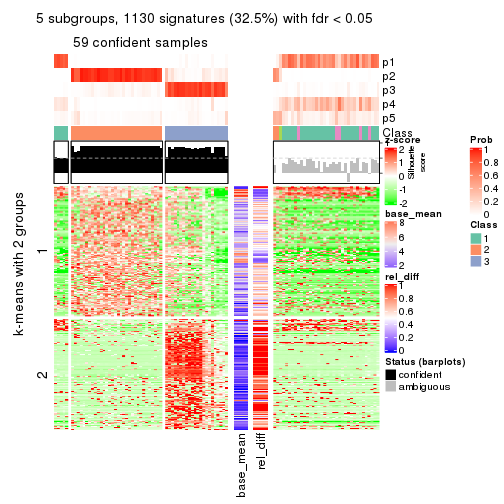 5 subgroups, 1130 signatures (32.5%) with fdr < 0.05
59 confident samples
p1
p2
p3
p4
p5
Class
Silhouette
score
k-means with 2 groups
1
2
base_mean
rel_diff
z-score
2
1
0
-1
-2
base_mean
8
6
4
2
rel_diff
1
0.8
0.6
0.4
0.2
0
Status (barplots)
confident
ambiguous
Prob
1
0.8
0.6
0.4
0.2
0
Class
1
2
3